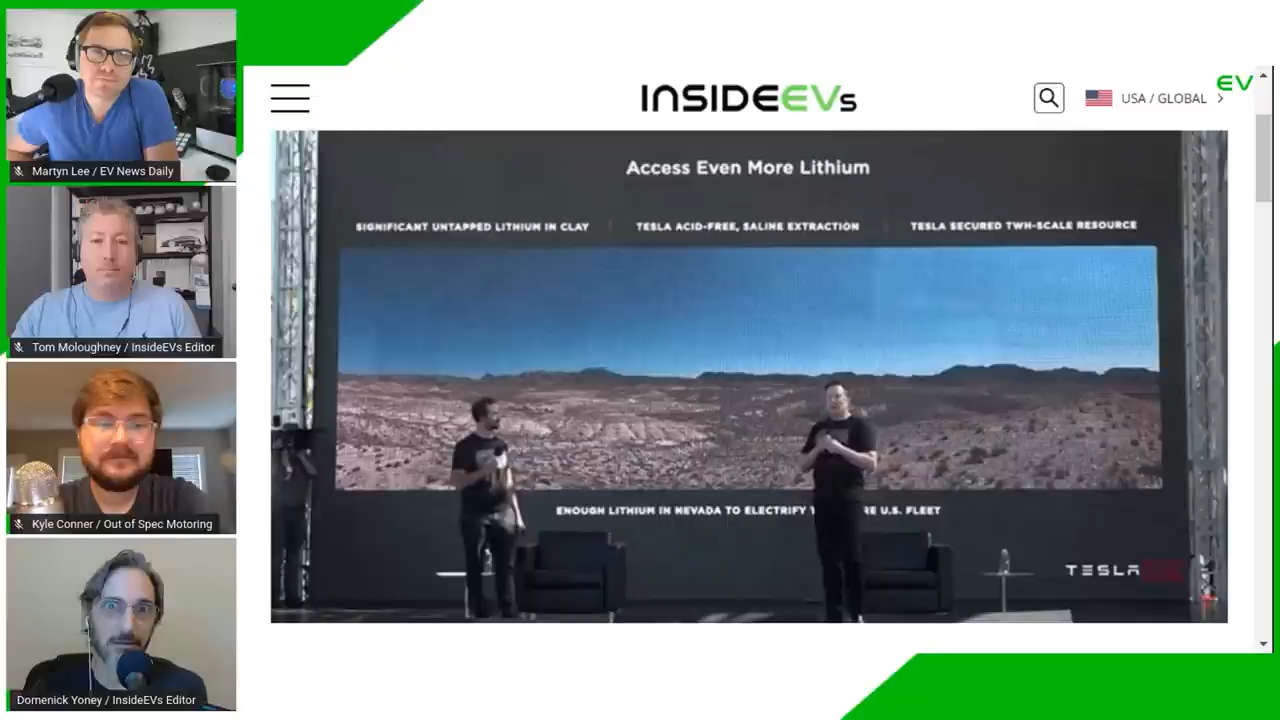 Martyn Lee / EV News Daily
Tom Moloughney / InsideEVs Editor
Kyle Conner / Out of Spec Motoring
Domenick Yoney / InsideEVs Editor
INSIDEEVs
USA / GLOBAL
EV
Access Even More Lithium
SIGNIFICANT UNTAPPED LITHIUM IN CLAY
TESLA ACID-FREE, SALINE EXTRACTION
TESLA SECURED TWH-SCALE RESOURCE
ENOUGH LITHIUM IN NEVADA TO ELECTRIFY U.S. FLEET
TESLA